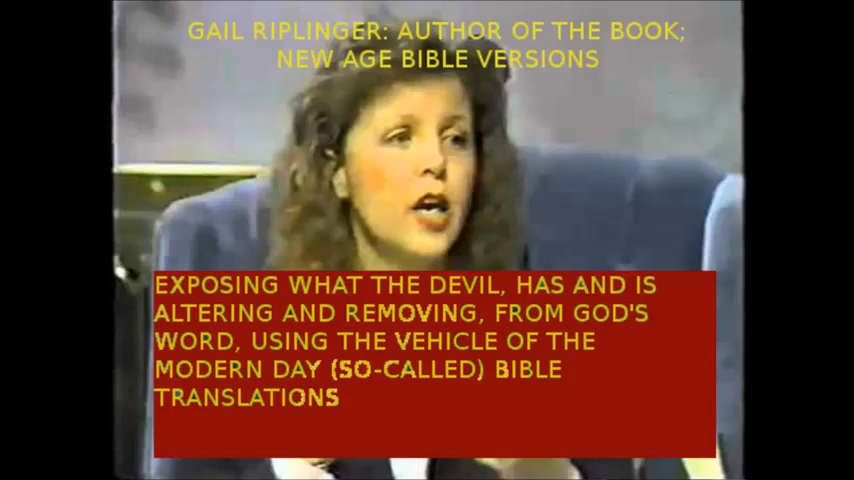 GAIL RIPLINGER: AUTHOR OF THE BOOK;
NEW AGE BIBLE VERSIONS
EXPOSING WHAT THE DEVIL, HAS AND IS
ALTERING AND REMOVING, FROM GOD'S
WORD, USING THE VEHICLE OF THE
MODERN DAY (SO-CALLED) BIBLE
TRANSLATIONS